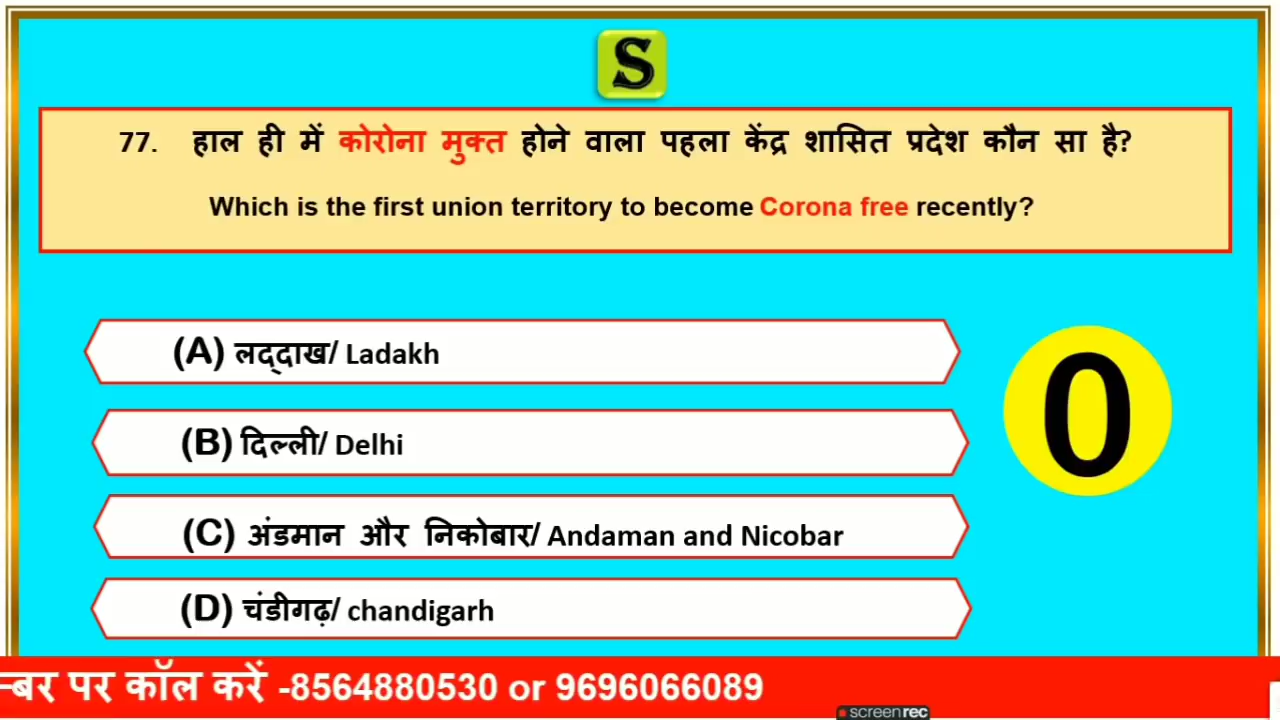 S
77. हाल ही में कोरोना मुक्त होने वाला पहला केंद्र शासित प्रदेश कौन सा है?
Which is the first union territory to become Corona free recently?
(A) लद्दाख/ Ladakh
(B) दिल्ली/ Delhi
(C) अंडमान और निकोबार/ Andaman and Nicobar
(D) चंडीगढ़/ chandigarh
0
म्बर पर कॉल करें -8564880530 or 9696066089
screenrec